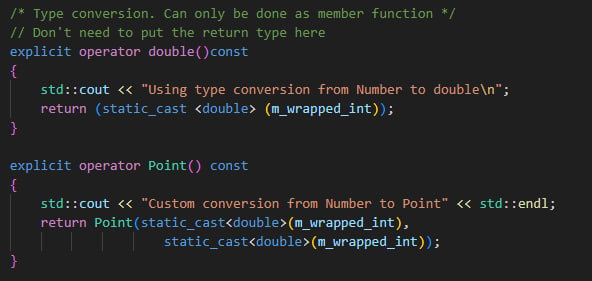 /* Type conversion. Can only be done as member function */
// Don't need to put the return type here
explicit operator double()const
{
    std::cout << "Using type conversion from Number to double\n";
    return (static_cast <double> (m_wrapped_int));
}

explicit operator Point() const
{
    std::cout << "Custom conversion from Number to Point" << std::endl;
    return Point(static_cast<double>(m_wrapped_int),
                    static_cast<double>(m_wrapped_int));
}